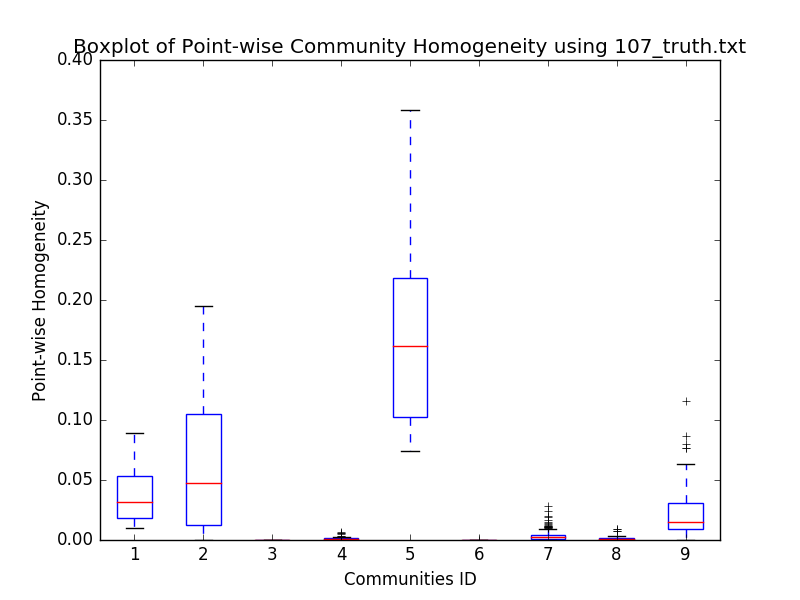 Boxplot of Point-wise Community Homogeneity using 107_truth.txt
0.40
0.35
0.30
0.25
0.20
0.15
0.10
0.05
0.00
Point-wise Homogeneity
1 2 3 4 5 6 7 8 9
Communities ID